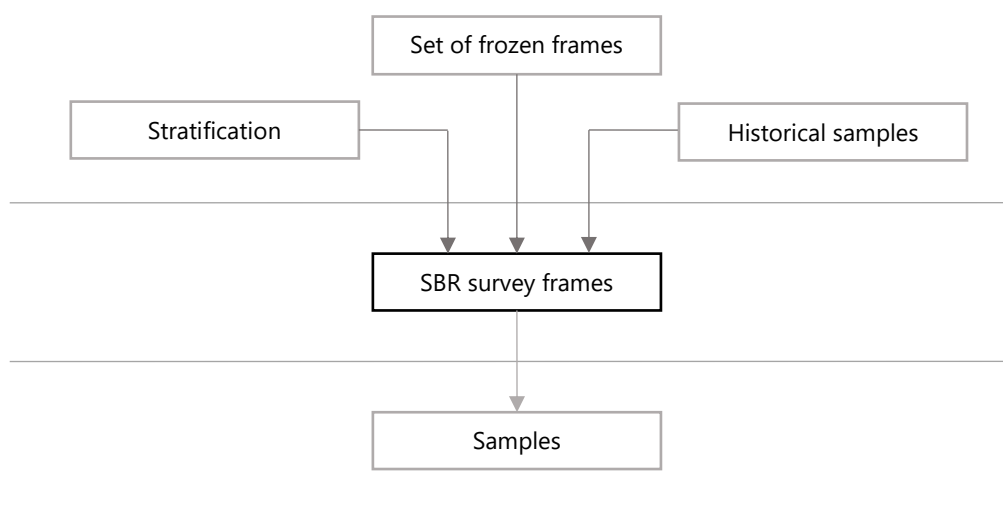 Set of frozen frames
Stratification
Historical samples
SBR survey frames
Samples